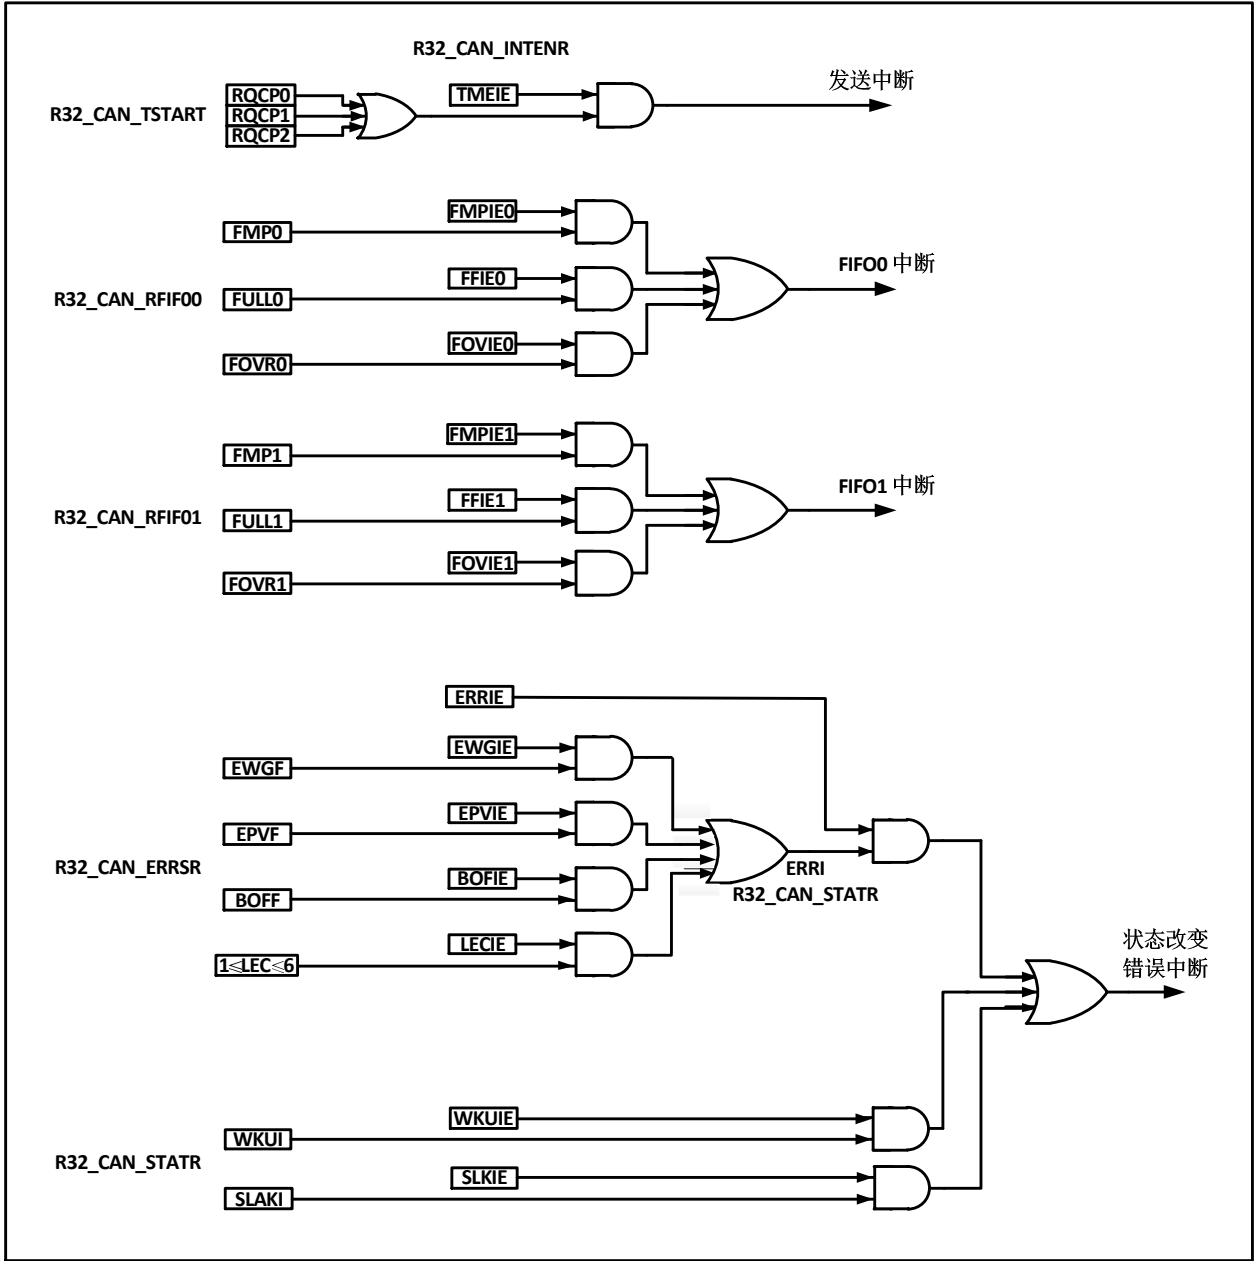 R32_CAN_INTENR
发送中断
R32_CAN_TSTART
RQCP0
RQCP1
RQCP2
TMEIE
FMPIE0
FMP0
FIFO0 中断
FFIE0
R32_CAN_RFIFO0
FULL0
FOVIE0
FOVR0
FMPIE1
FMP1
FIFO1 中断
FFIE1
R32_CAN_RFIFO1
FULL1
FOVIE1
FOVR1
ERRIE
EWGIE
EWGF
EPVIE
EPVF
R32_CAN_ERRSR
ERRI
R32_CAN_STATR
BOFIE
BOFF
LECIE
1≤LEC≤6
状态改变
错误中断
WKUIE
WKUI
R32_CAN_STATR
SLKIE
SLAKI